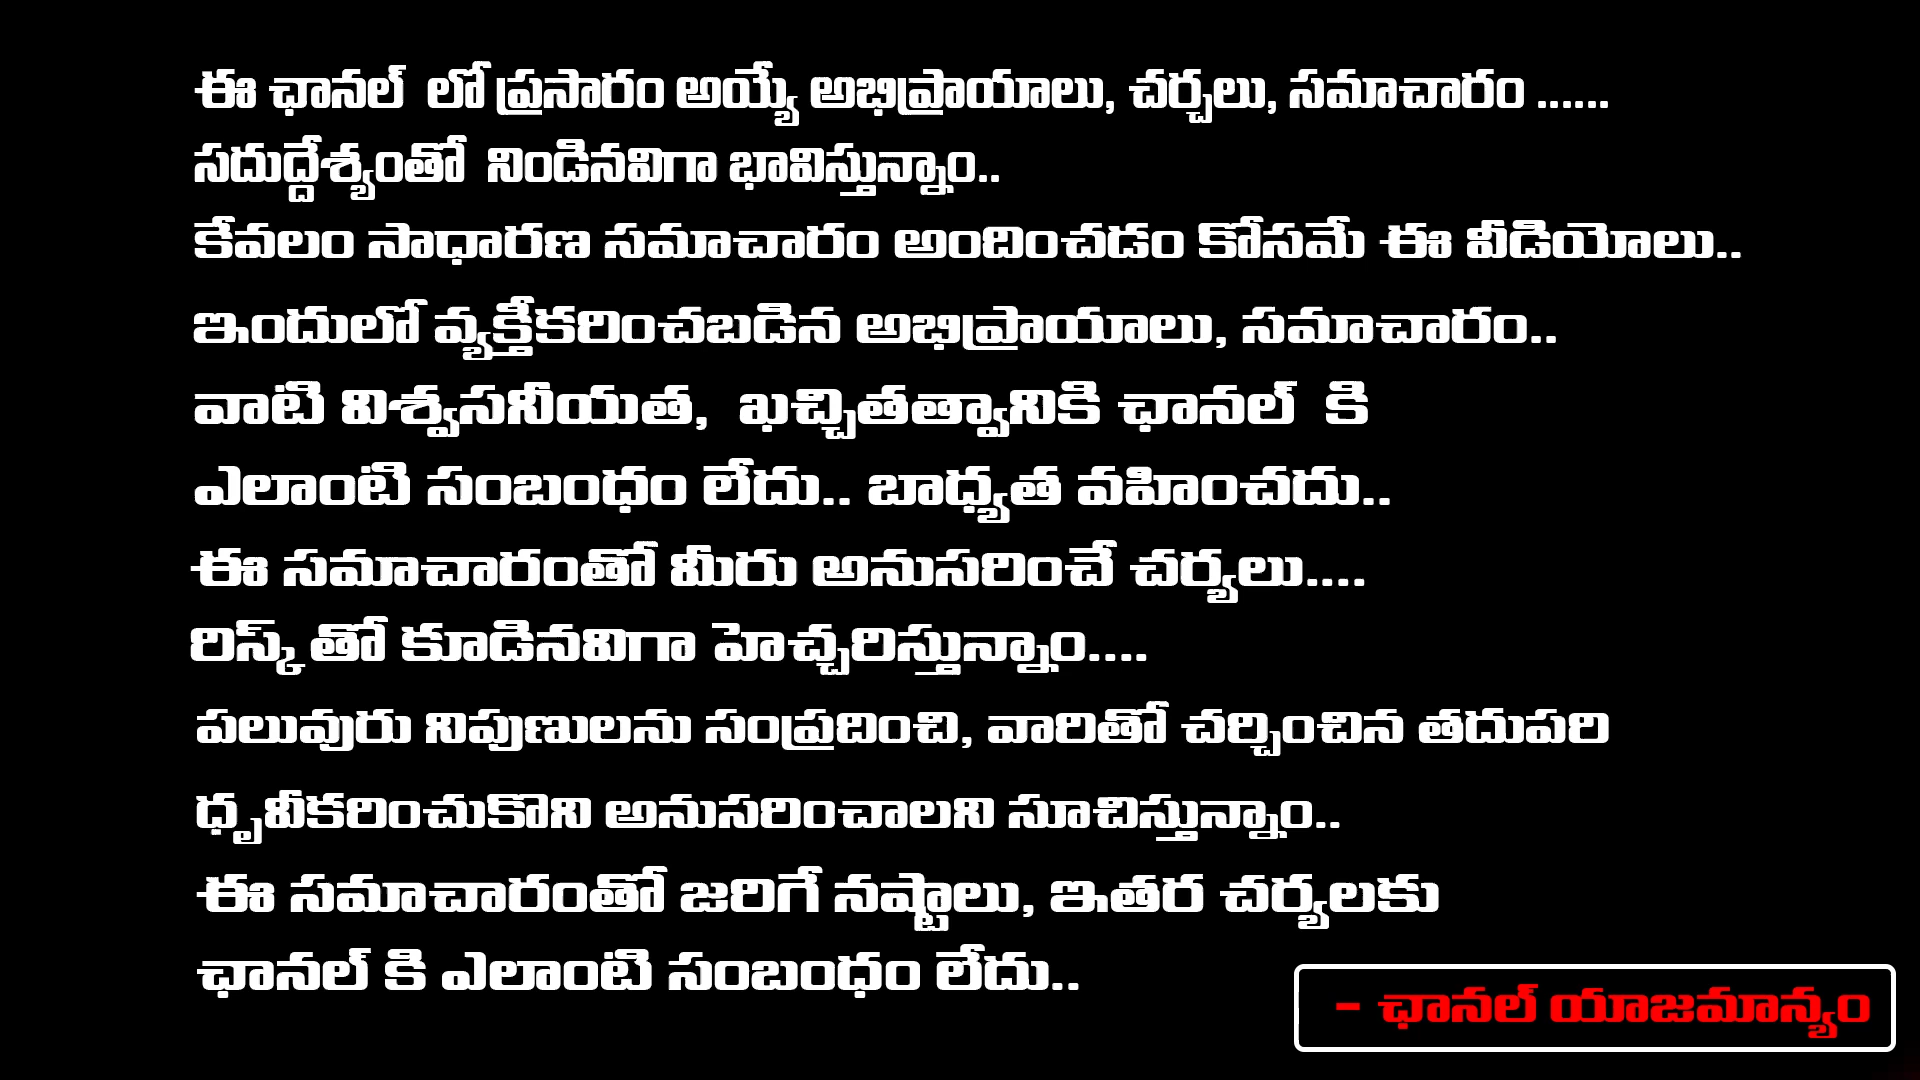 ఈ ఛానల్ లో ప్రసారం అయ్యే అభిప్రాయాలు, చర్చలు, సమాచారం ......
సదుద్దేశ్యంతో నిండినవిగా భావిస్తున్నాం..
కేవలం సాధారణ సమాచారం అందించడం కోసమే ఈ వీడియోలు..
ఇందులో వ్యక్తీకరించబడిన అభిప్రాయాలు, సమాచారం..
వాటి విశ్వసనీయత, ఖచ్చితత్వానికి ఛానల్ కి
ఎలాంటి సంబంధం లేదు.. బాధ్యత వహించదు..
ఈ సమాచారంతో మీరు అనుసరించే చర్యలు....
రిస్క్ తో కూడినవిగా హెచ్చరిస్తున్నాం....
పలువురు నిపుణులను సంప్రదించి, వారితో చర్చించిన తదుపరి
ధృవీకరించుకొని అనుసరించాలని సూచిస్తున్నాం..
ఈ సమాచారంతో జరిగే నష్టాలు, ఇతర చర్యలకు
ఛానల్ కి ఎలాంటి సంబంధం లేదు..
- ఛానల్ యాజమాన్యం